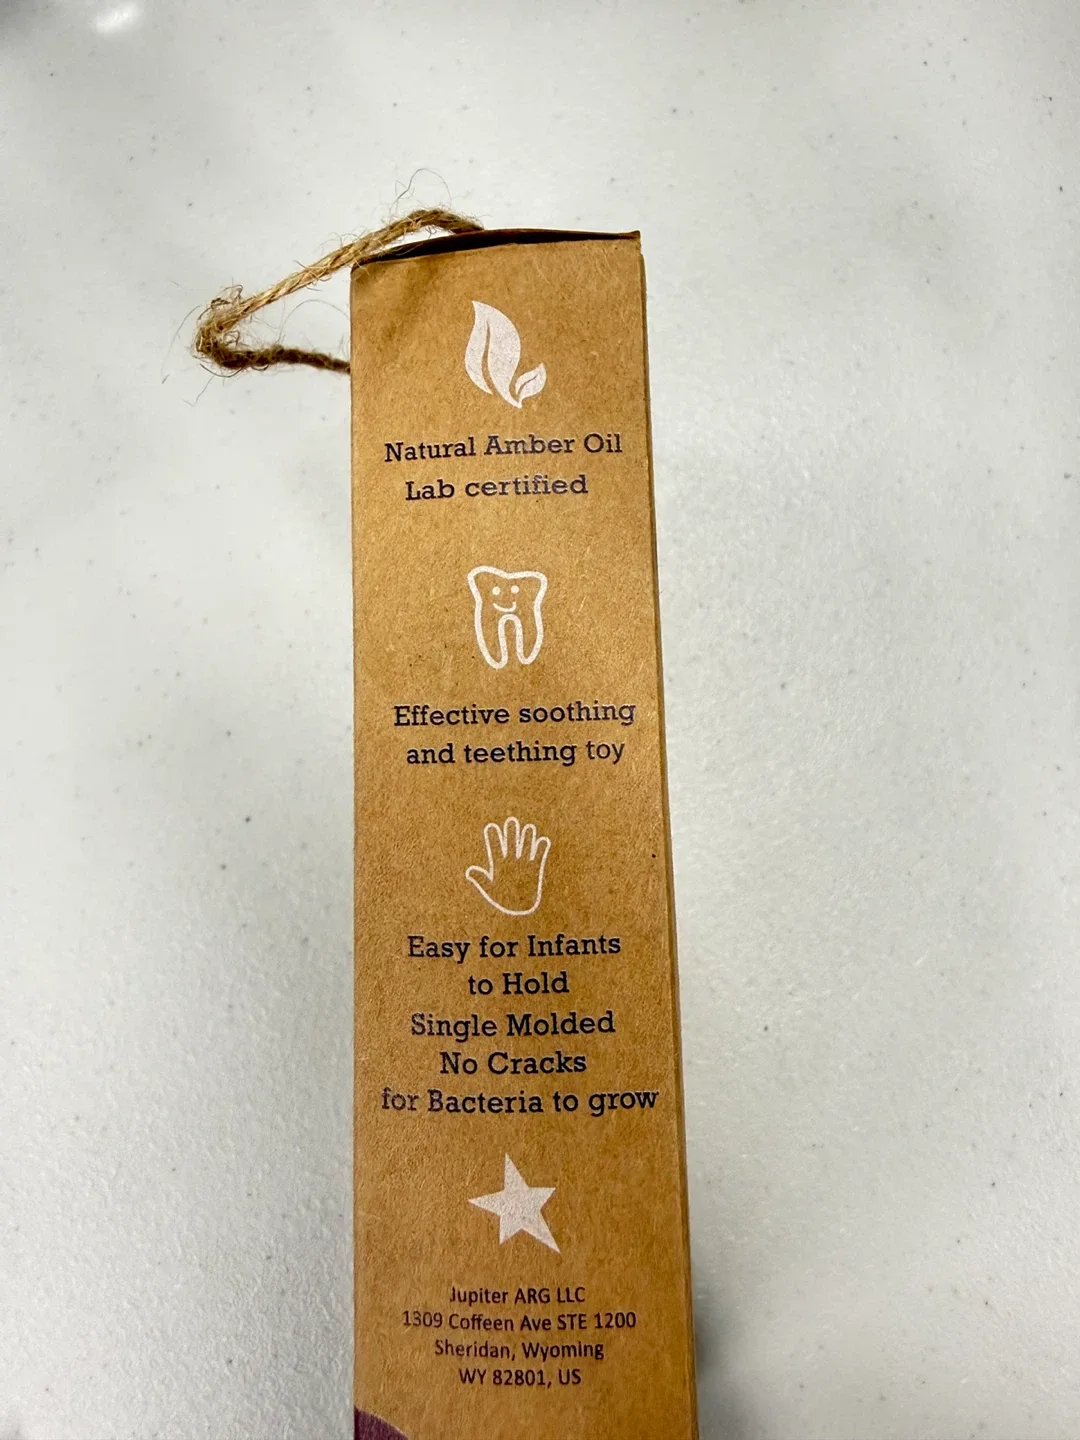 Natural Amber Oil
Lab certified
Effective soothing
and teething toy
Easy for Infants
to Hold
Single Molded
No Cracks
for Bacteria to grow
Jupiter ARG LLC
1309 Coffeen Ave STE 1200
Sheridan, Wyoming
WY 82801, US